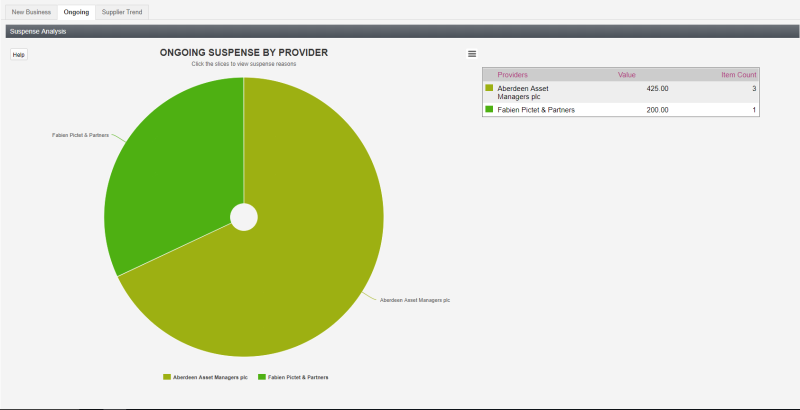 New Business Ongoing Supplier Trend
Suspense Analysis
Help
ONGOING SUSPENSE BY PROVIDER
Click the slices to view suspense reasons
Fabien Pictet & Partners
Aberdeen Asset Managers plc
Aberdeen Asset Managers plc Fabien Pictet & Partners
Providers Value Item Count
Aberdeen Asset 425.00 3
Managers plc
Fabien Pictet & Partners 200.00 1